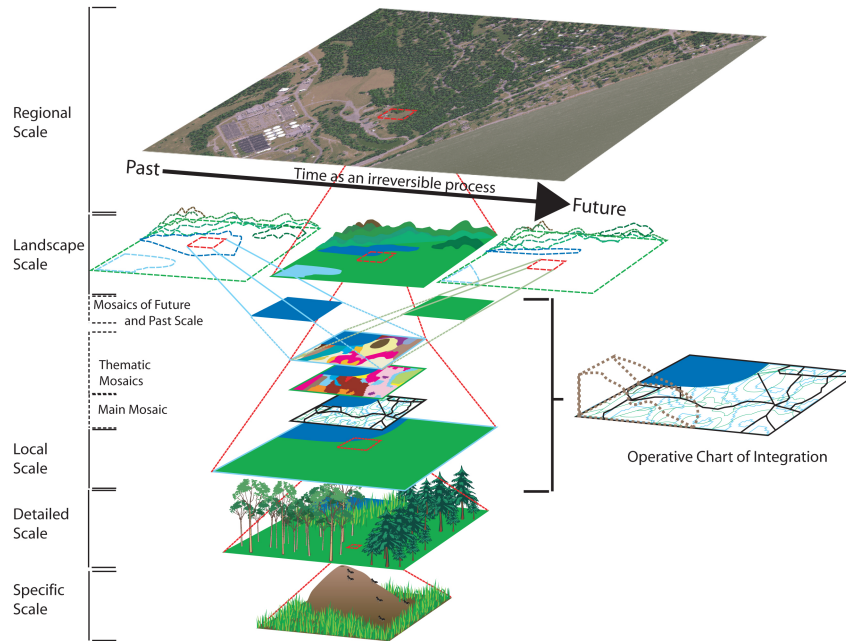 Regional
Scale
Past
Time as an irreversible process
Future
Landscape
Scale
Mosaics of Future
and Past Scale
Thematic
Mosaics
Main Mosaic
Local
Scale
Operative Chart of Integration
Detailed
Scale
Specific
Scale